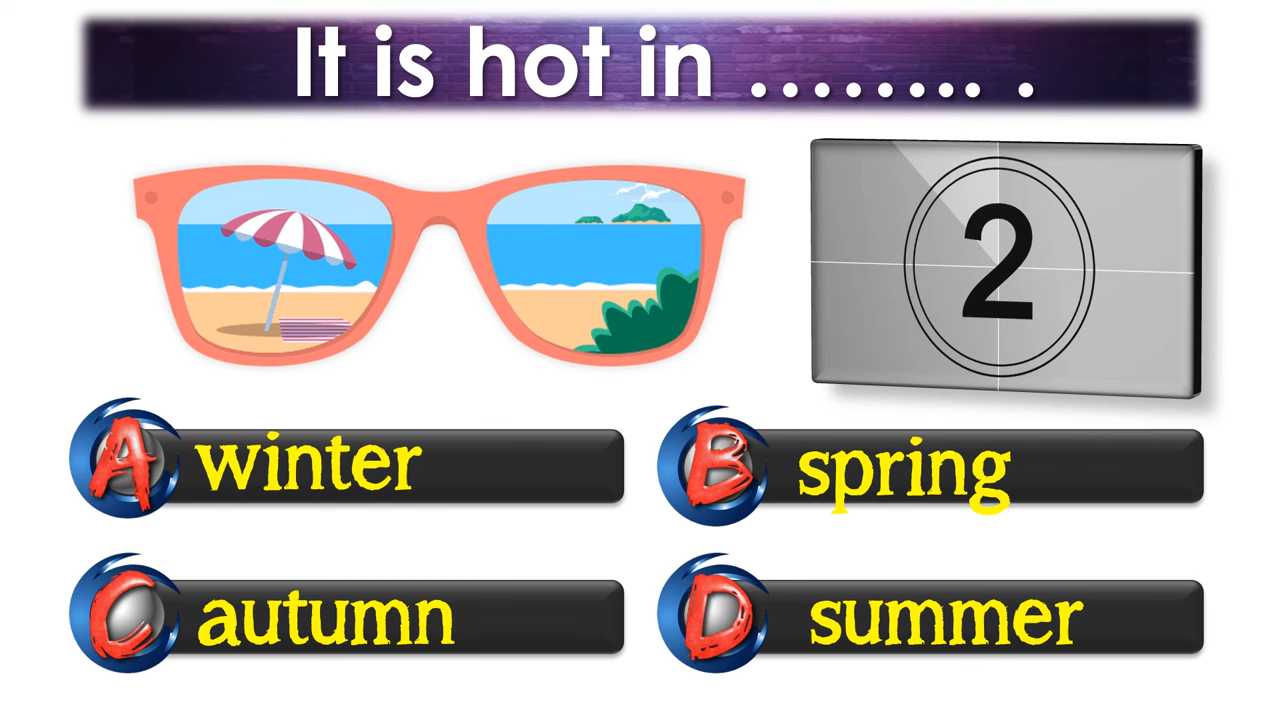 It is hot in ........ .
2
A winter
B spring
C autumn
D summer